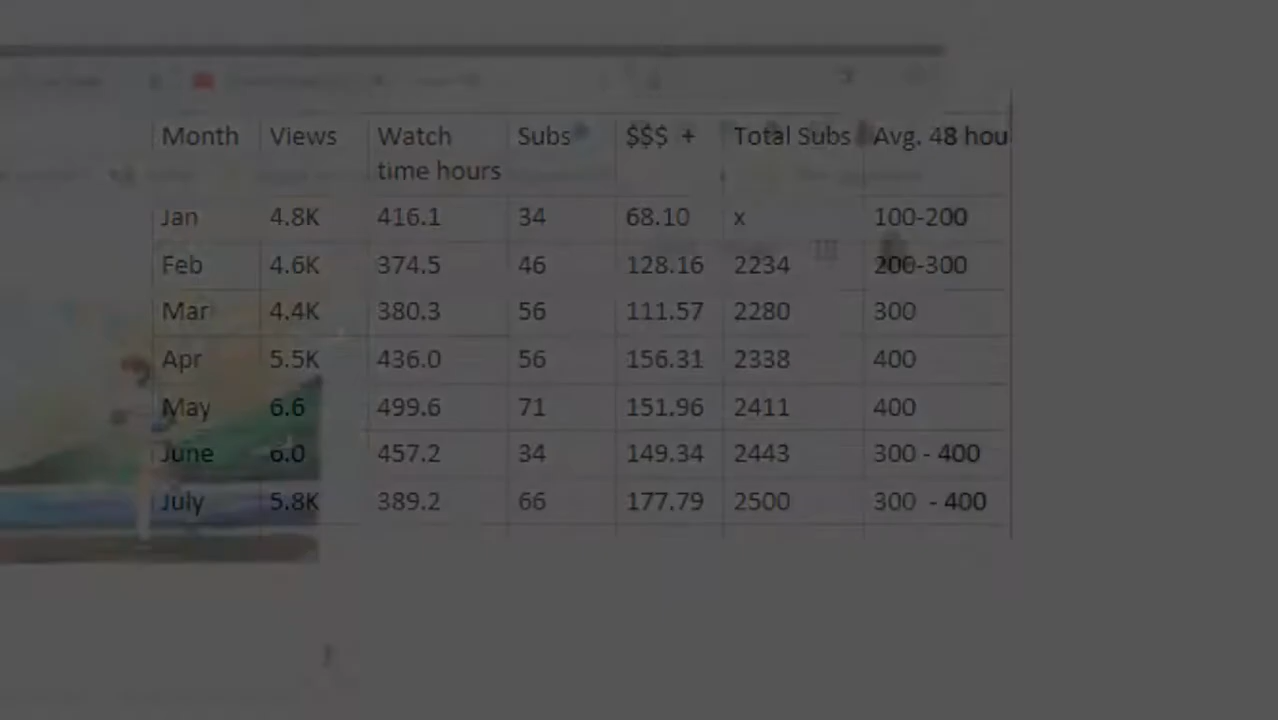 Month Views Watch time hours Subs $$$ + Total Subs Avg. 48 hou
Jan 4.8K 416.1 34 68.10 x 100-200
Feb 4.6K 374.5 46 128.16 2234 200-300
Mar 4.4K 380.3 56 111.57 2280 300
Apr 5.5K 436.0 56 156.31 2338 400
May 6.6 499.6 71 151.96 2411 400
June 6.0 457.2 34 149.34 2443 300 - 400
July 5.8K 389.2 66 177.79 2500 300 - 400